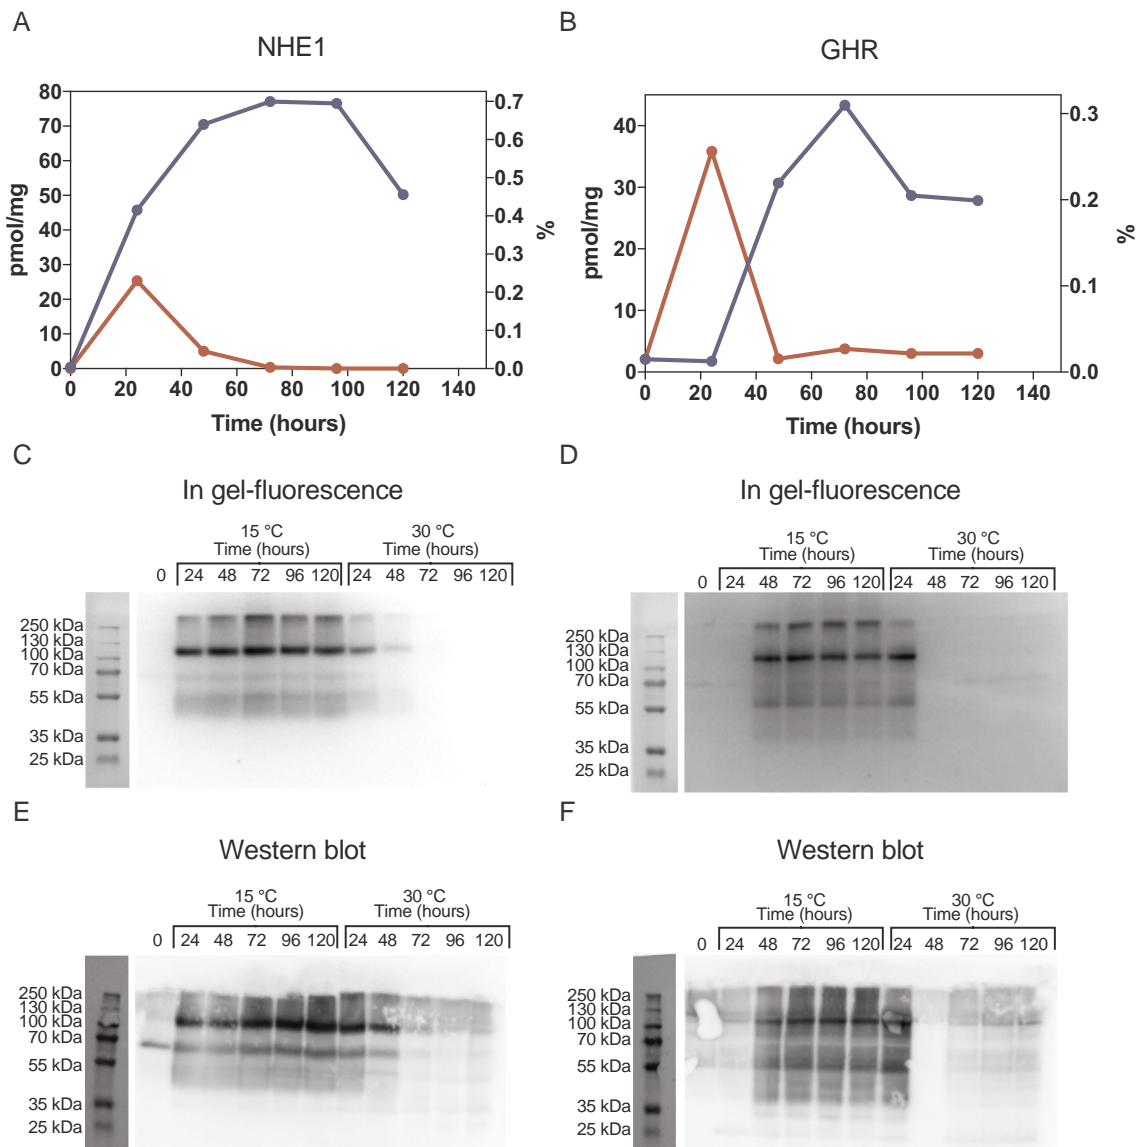 A
NHE1
80
70
60
50
40
30
20
10
0
pmol/mg
0.7
0.6
0.5
0.4
0.3
0.2
0.1
0.0
%
0 20 40 60 80 100 120 140
Time (hours)
B
GHR
40
30
20
10
0
pmol/mg
0.3
0.2
0.1
0.0
%
0 20 40 60 80 100 120 140
Time (hours)
C
In gel-fluorescence
15 °C
Time (hours)
30 °C
Time (hours)
0 24 48 72 96 120 24 48 72 96 120
250 kDa
130 kDa
100 kDa
70 kDa
55 kDa
35 kDa
25 kDa
D
In gel-fluorescence
15 °C
Time (hours)
30 °C
Time (hours)
0 24 48 72 96 120 24 48 72 96 120
250 kDa
130 kDa
100 kDa
70 kDa
55 kDa
35 kDa
25 kDa
E
Western blot
15 °C
Time (hours)
30 °C
Time (hours)
0 24 48 72 96 120 24 48 72 96 120
250 kDa
130 kDa
100 kDa
70 kDa
55 kDa
35 kDa
25 kDa
F
Western blot
15 °C
Time (hours)
30 °C
Time (hours)
0 24 48 72 96 120 24 48 72 96 120
250 kDa
130 kDa
100 kDa
70 kDa
55 kDa
35 kDa
25 kDa